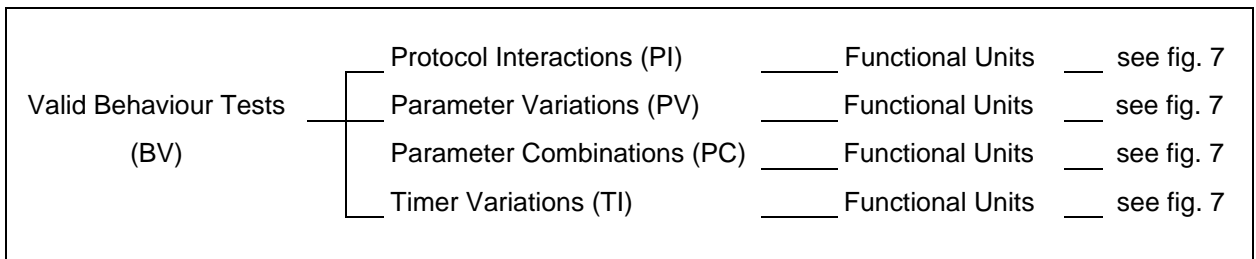 Protocol Interactions (PI) Functional Units see fig. 7
Valid Behaviour Tests Parameter Variations (PV) Functional Units see fig. 7
(BV) Parameter Combinations (PC) Functional Units see fig. 7
Timer Variations (TI) Functional Units see fig. 7